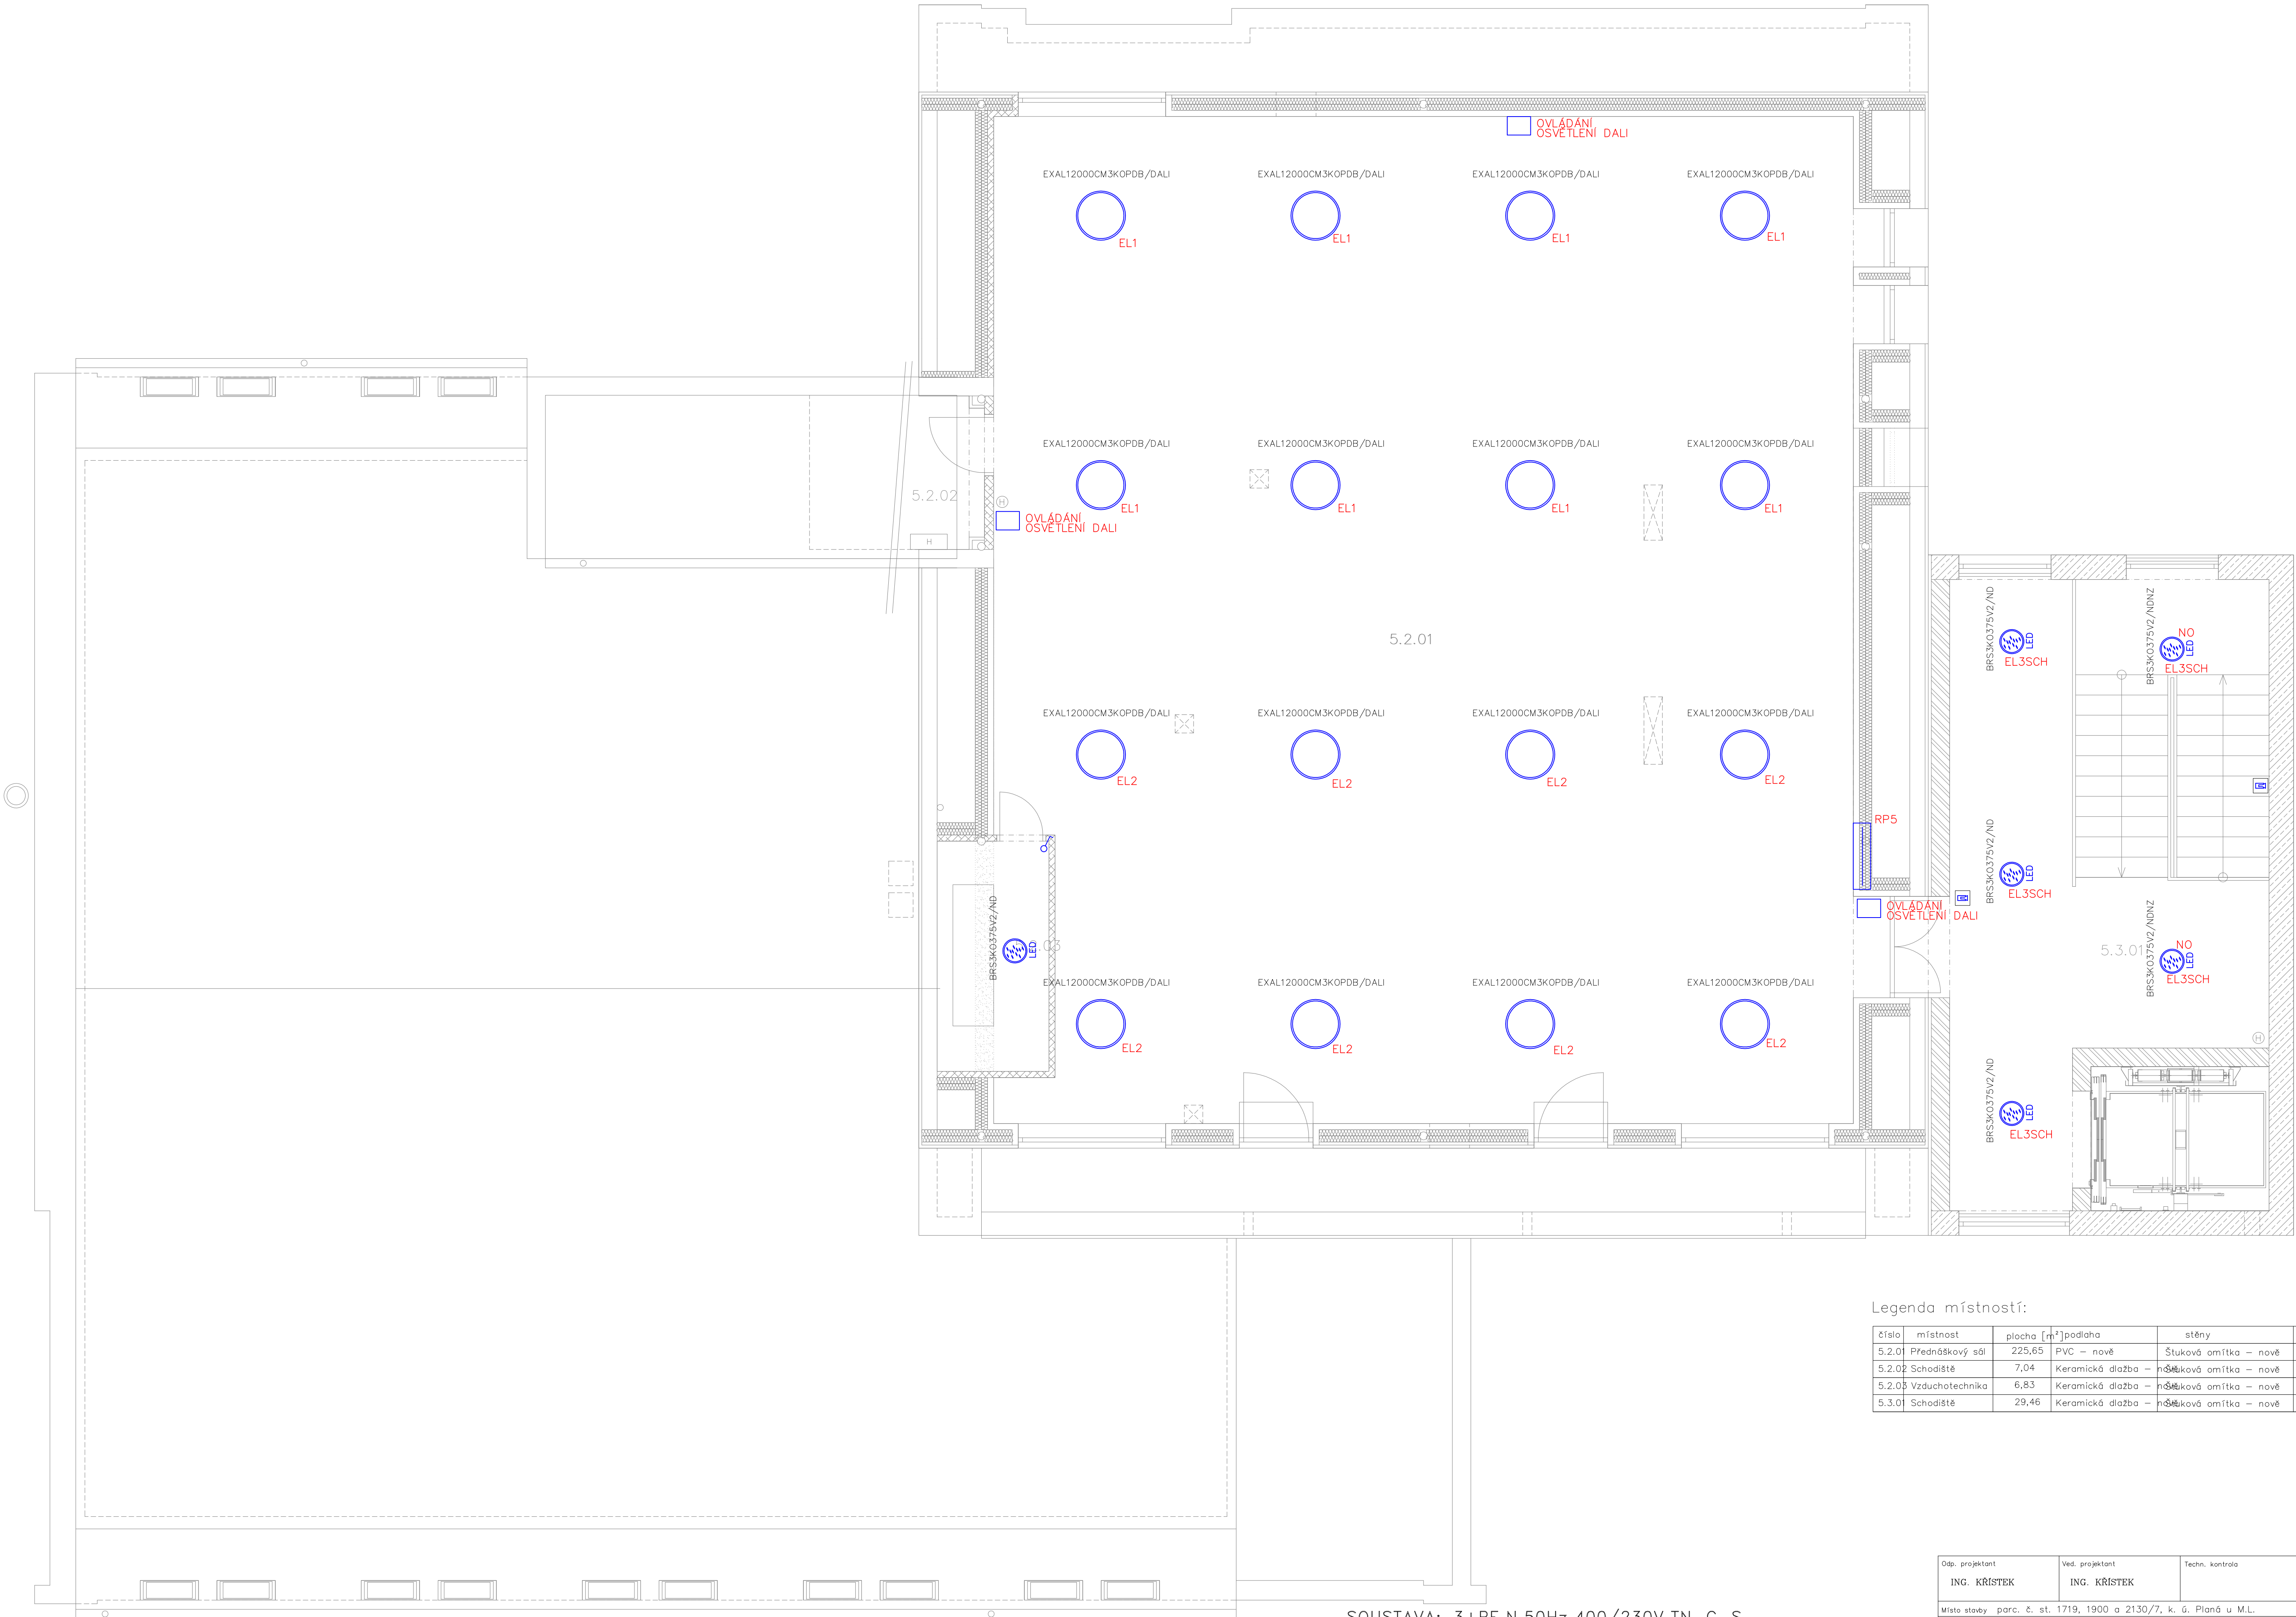 OVLÁDÁNÍ
OSVĚTLENÍ DALI
EXAL12000CM3KOPDB/DALI
EXAL12000CM3KOPDB/DALI
EXAL12000CM3KOPDB/DALI
EXAL12000CM3KOPDB/DALI
EL1
EL1
EL1
EL1
EXAL12000CM3KOPDB/DALI
EXAL12000CM3KOPDB/DALI
EXAL12000CM3KOPDB/DALI
EXAL12000CM3KOPDB/DALI
5.2.02
H
EL1
EL1
EL1
EL1
OVLÁDÁNÍ
OSVĚTLENÍ DALI
H
5.2.01
BRS3KO375V2/ND
LED
EL3SCH
BRS3KO375V2/NDNZ
NO
LED
EL3SCH
EXAL12000CM3KOPDB/DALI
EXAL12000CM3KOPDB/DALI
EXAL12000CM3KOPDB/DALI
EXAL12000CM3KOPDB/DALI
EL2
EL2
EL2
EL2
RP5
BRS3KO375V2/ND
LED
EL3SCH
OVLÁDÁNÍ
OSVĚTLENÍ DALI
BRS3KO375V2/ND
LED
.03
5.3.01
BRS3KO375V2/NDNZ
NO
LED
EL3SCH
EXAL12000CM3KOPDB/DALI
EXAL12000CM3KOPDB/DALI
EXAL12000CM3KOPDB/DALI
EXAL12000CM3KOPDB/DALI
EL2
EL2
EL2
EL2
H
BRS3KO375V2/ND
LED
EL3SCH
Legenda místností:
číslo místnost plocha [m²] podlaha stěny
5.2.01 Přednáškový sál 225,65 PVC – nově Štuková omítka – nově
5.2.02 Schodiště 7,04 Keramická dlažba – nově Štuková omítka – nově
5.2.03 Vzduchotechnika 6,83 Keramická dlažba – nově Štuková omítka – nově
5.3.01 Schodiště 29,46 Keramická dlažba – nově Štuková omítka – nově
Odp. projektant Ved. projektant Techn. kontrola
ING. KŘÍSTEK ING. KŘÍSTEK
Místo stavby parc. č. st. 1719, 1900 a 2130/7, k. ú. Planá u M.L.